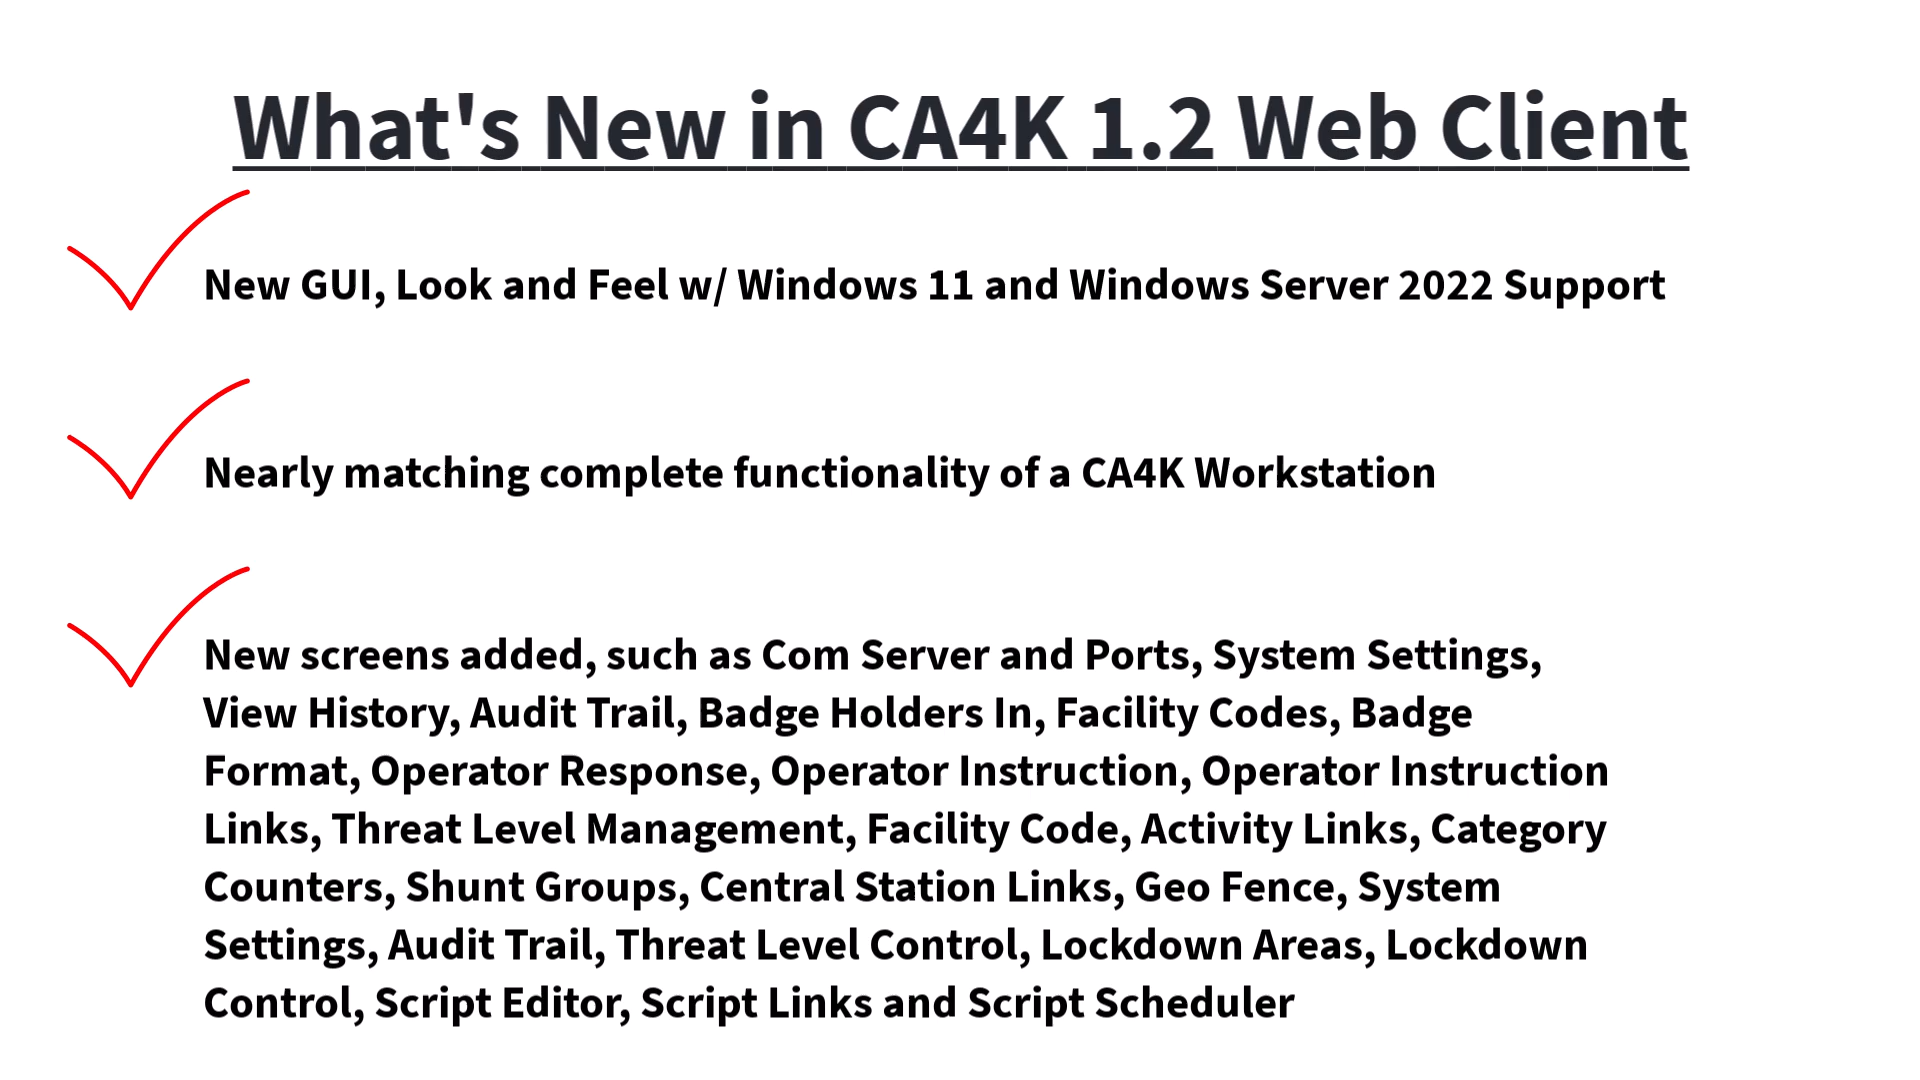 What's New in CA4K 1.2 Web Client
New GUI, Look and Feel w/ Windows 11 and Windows Server 2022 Support
Nearly matching complete functionality of a CA4K Workstation
New screens added, such as Com Server and Ports, System Settings,
View History, Audit Trail, Badge Holders In, Facility Codes, Badge
Format, Operator Response, Operator Instruction, Operator Instruction
Links, Threat Level Management, Facility Code, Activity Links, Category
Counters, Shunt Groups, Central Station Links, Geo Fence, System
Settings, Audit Trail, Threat Level Control, Lockdown Areas, Lockdown
Control, Script Editor, Script Links and Script Scheduler